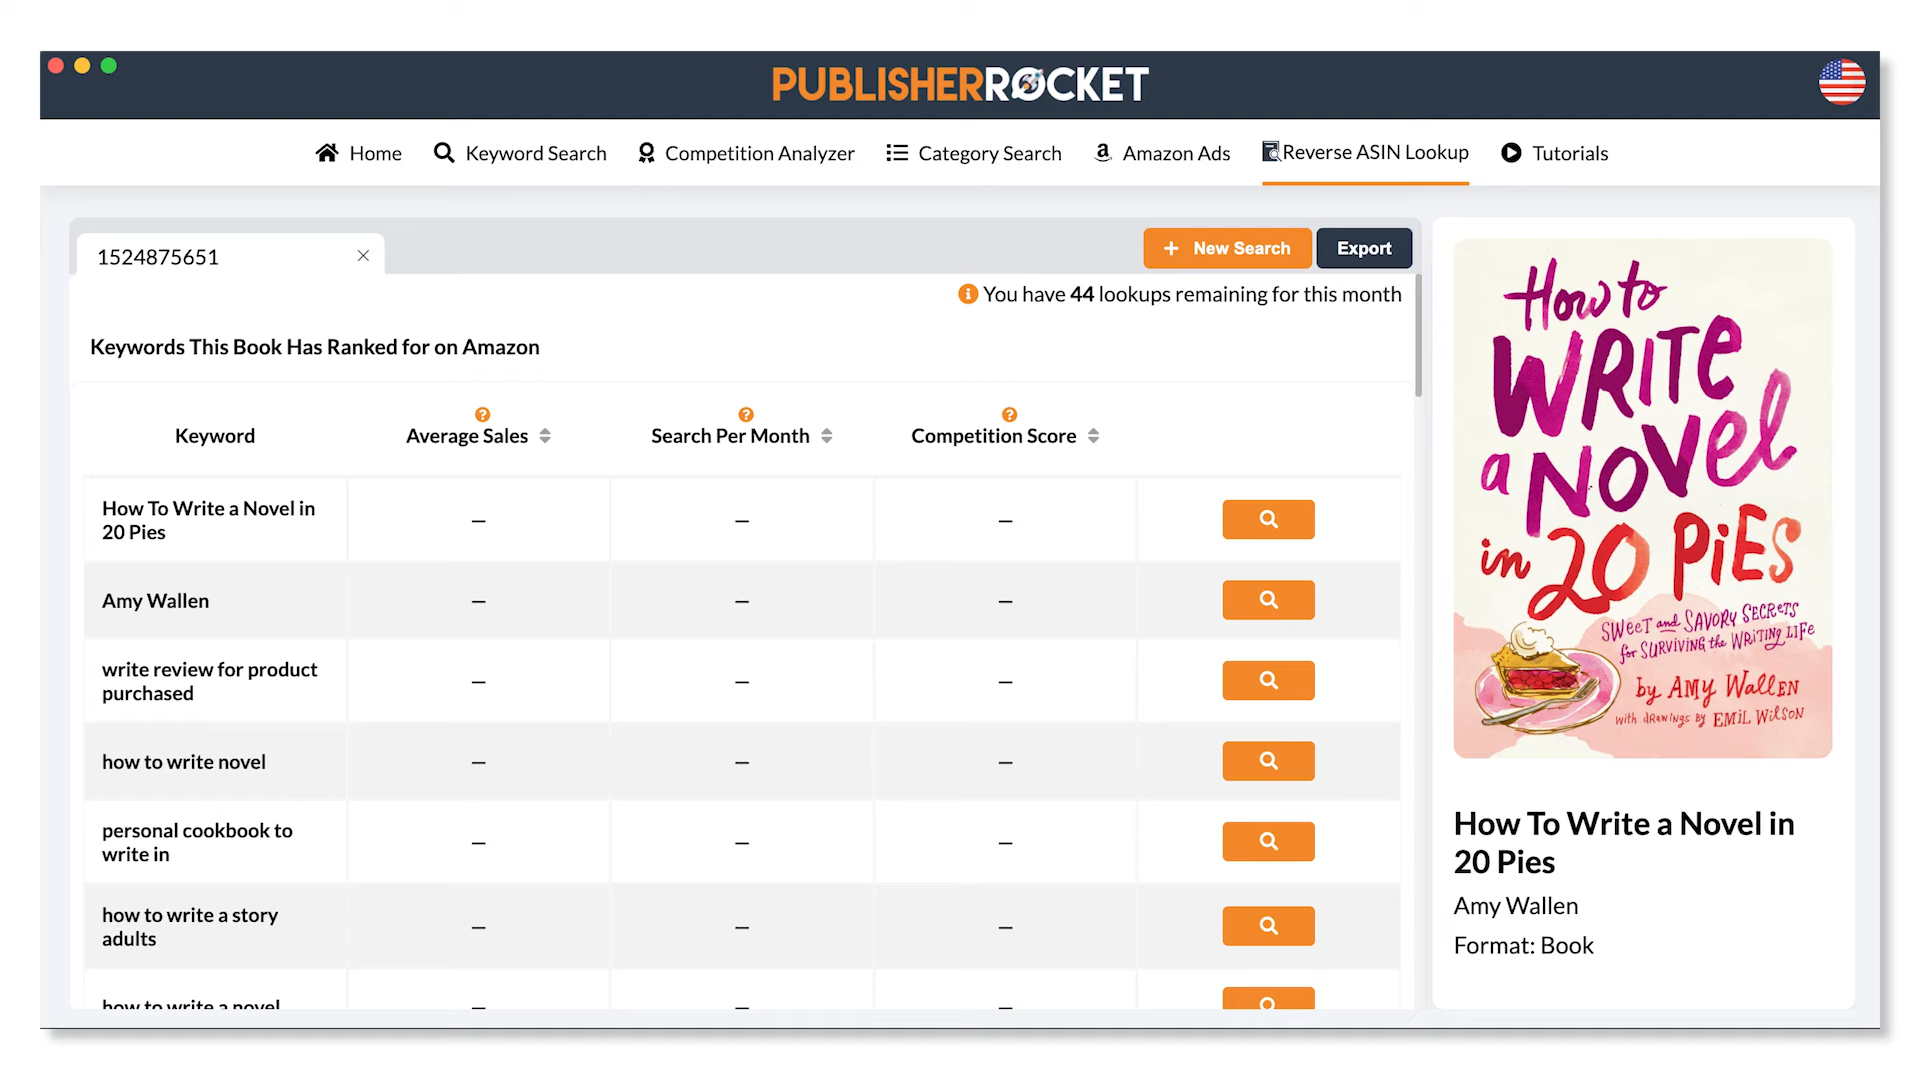 PUBLISHERROCKET
Home
Keyword Search
Competition Analyzer
Category Search
Amazon Ads
Reverse ASIN Lookup
Tutorials
1524875651
New Search
Export
You have 44 lookups remaining for this month
Keywords This Book Has Ranked for on Amazon
Keyword
Average Sales
Search Per Month
Competition Score
How To Write a Novel in
20 Pies
–
–
–
Amy Wallen
–
–
–
write review for product
purchased
–
–
–
how to write novel
–
–
–
personal cookbook to
write in
–
–
–
how to write a story
adults
–
–
–
how to write a novel
–
–
–
How to
WRITE
a NOVEL
in 20 PiES
SWEET and SAVORY SECRETS
for SURVIVING the WRITING LIFE
by AMY WALLEN
with drawings by EMIL WILSON
How To Write a Novel in
20 Pies
Amy Wallen
Format: Book